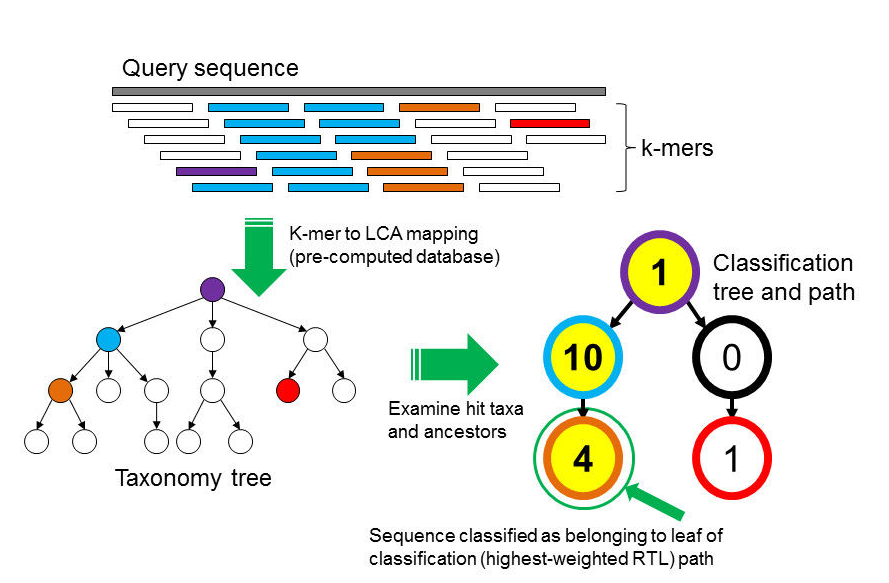 Query sequence
k-mers
K-mer to LCA mapping
(pre-computed database)
Classification
tree and path
1
10
0
4
1
Examine hit taxa
and ancestors
Taxonomy tree
Sequence classified as belonging to leaf of
classification (highest-weighted RTL) path